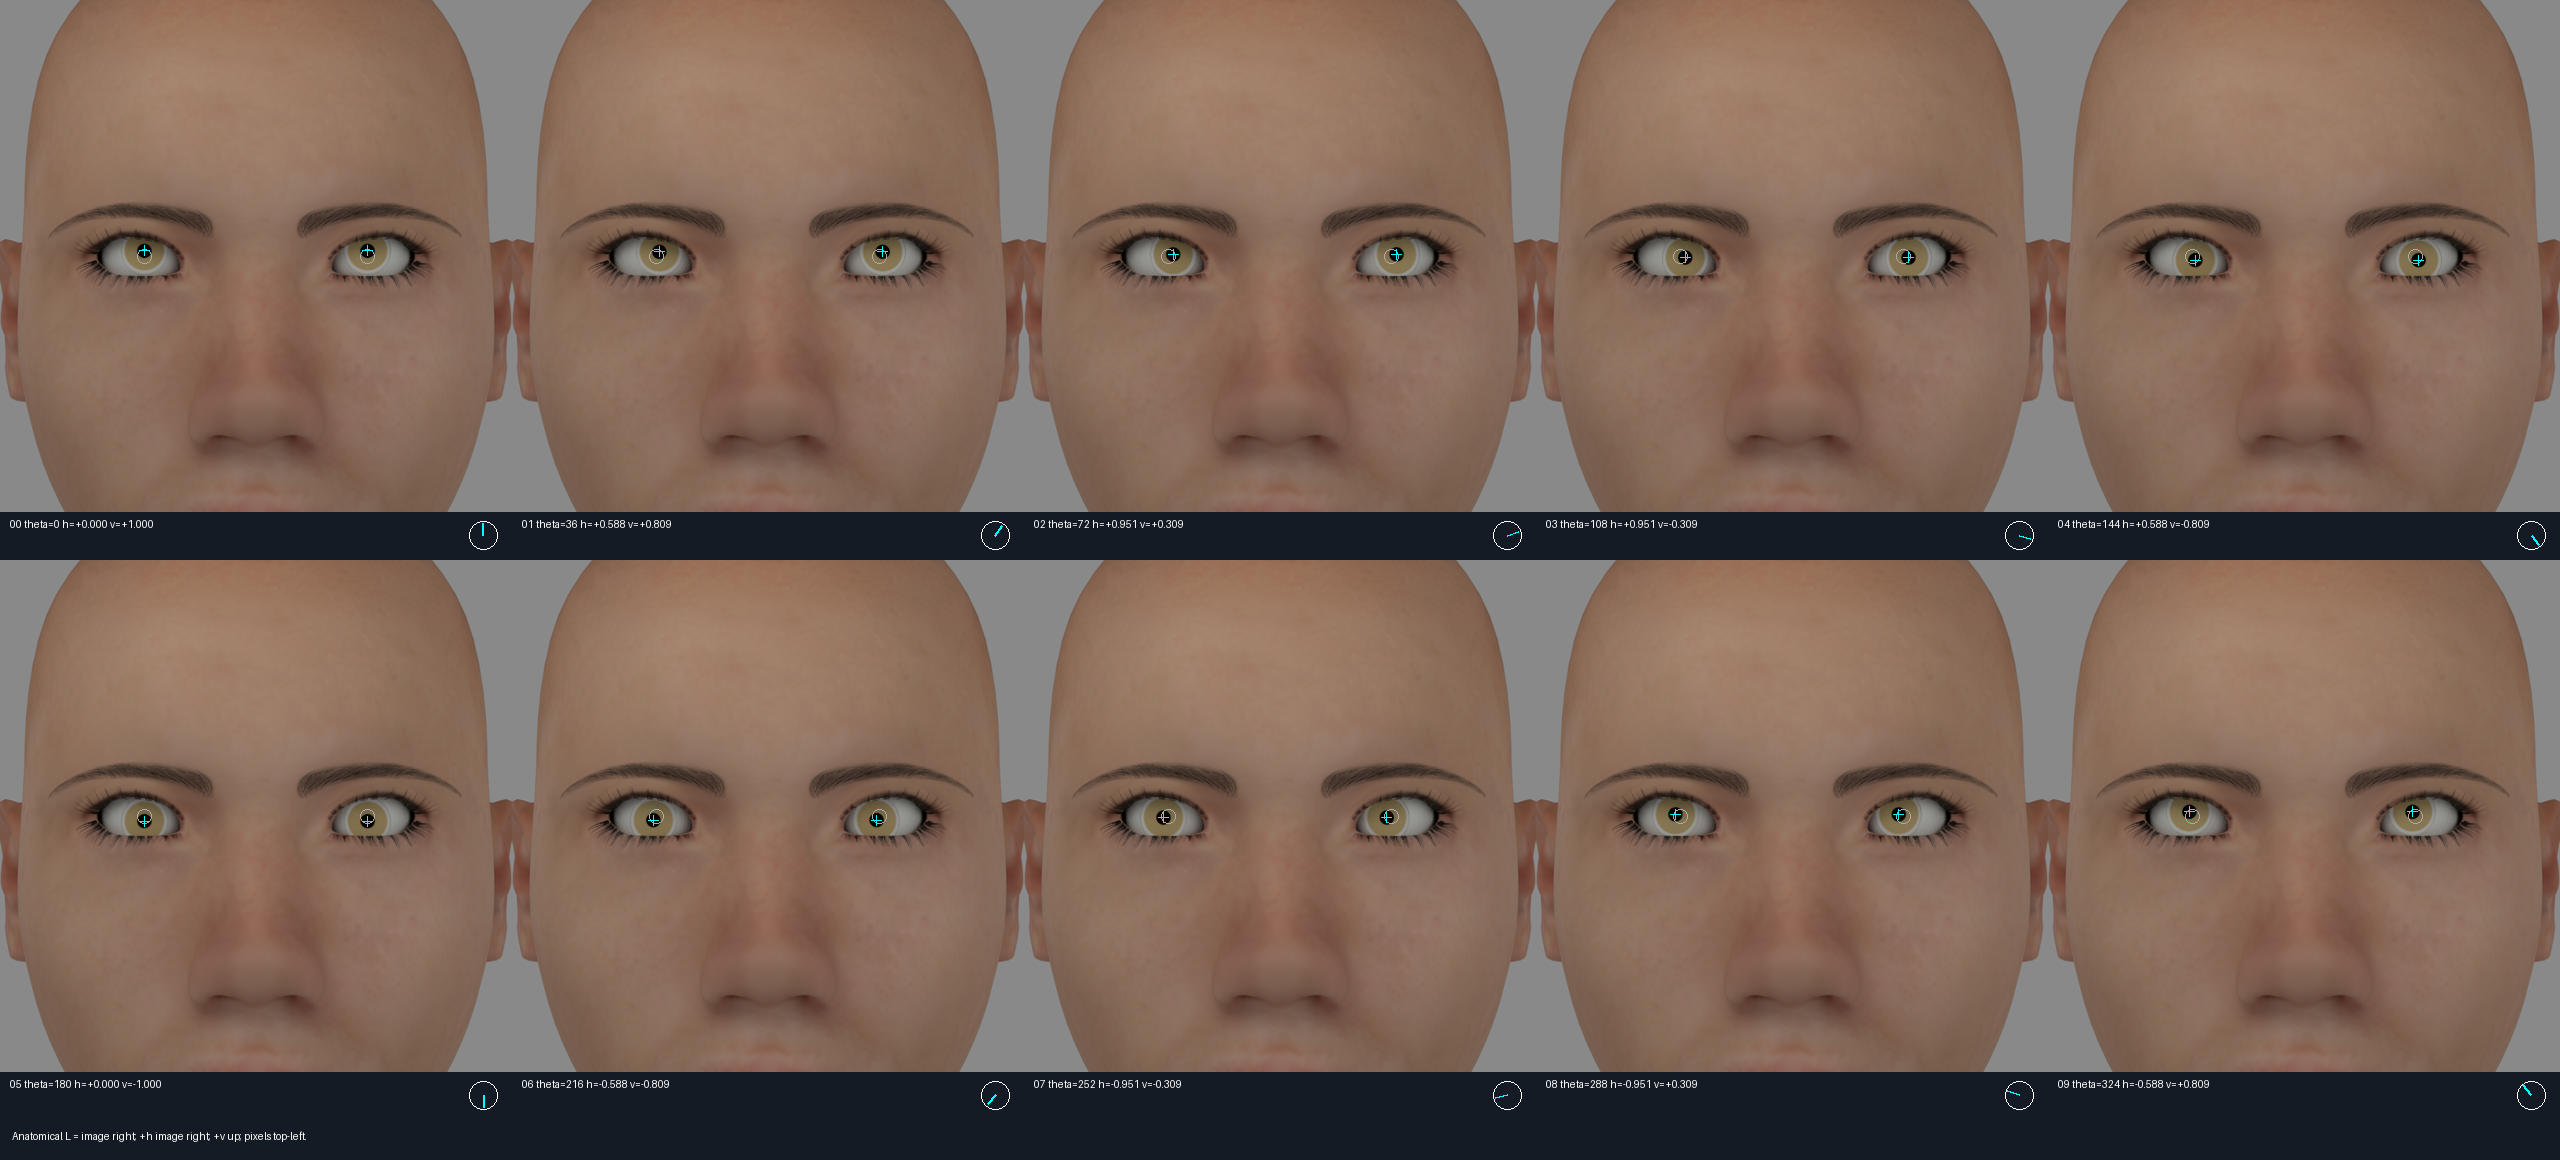 00 theta=0 h=+0.000 v=+1.000
01 theta=36 h=+0.588 v=+0.809
02 theta=72 h=+0.951 v=+0.309
03 theta=108 h=+0.951 v=-0.309
04 theta=144 h=+0.588 v=-0.809
05 theta=180 h=+0.000 v=-1.000
06 theta=216 h=-0.588 v=-0.809
07 theta=252 h=-0.951 v=-0.309
08 theta=288 h=-0.951 v=+0.309
09 theta=324 h=-0.588 v=+0.809
Anatomical L = image right; +h image right; +v up; pixels top-left.